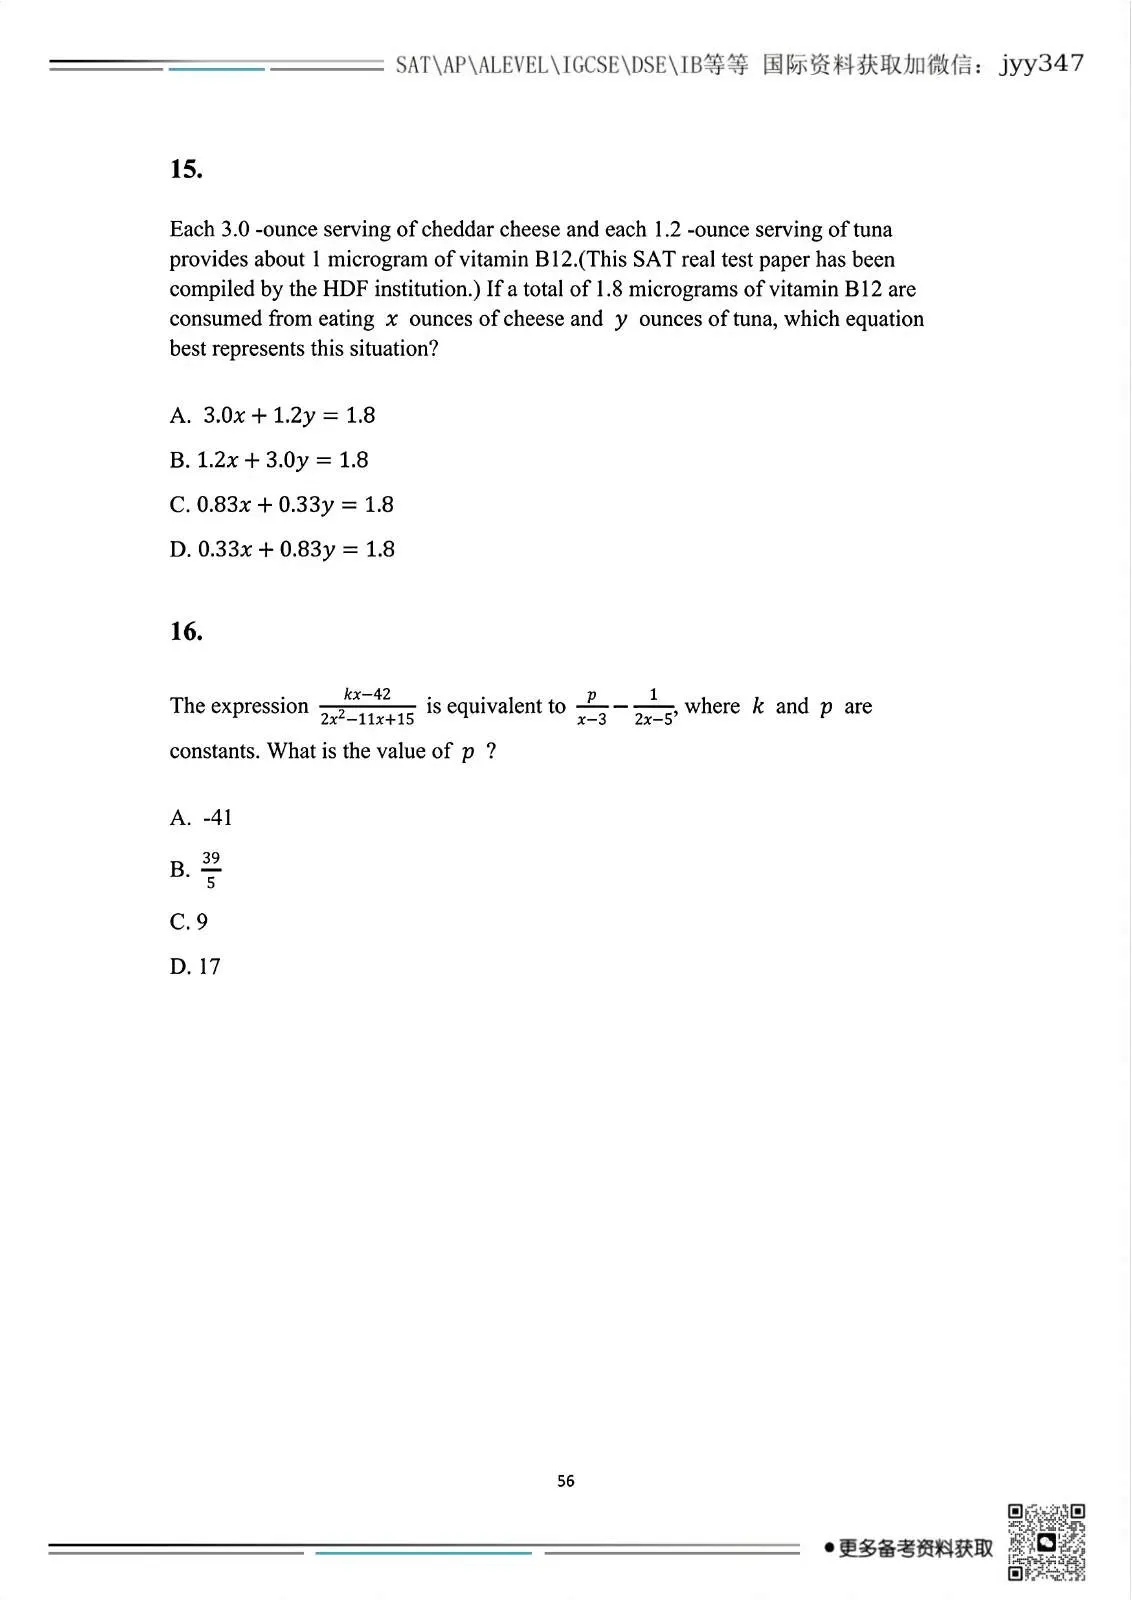 SAT\AP\ALEVEL\IGCSE\DSE\IB等等 国际资料获取加微信：jyy347
15.
Each 3.0 -ounce serving of cheddar cheese and each 1.2 -ounce serving of tuna
provides about 1 microgram of vitamin B12.(This SAT real test paper has been
compiled by the HDF institution.) If a total of 1.8 micrograms of vitamin B12 are
consumed from eating x ounces of cheese and y ounces of tuna, which equation
best represents this situation?
A. 3.0x + 1.2y = 1.8
B. 1.2x + 3.0y = 1.8
C. 0.83x + 0.33y = 1.8
D. 0.33x + 0.83y = 1.8
16.
The expression \frac{kx−42}{2x²−11x+15} is equivalent to \frac{p}{x−3} − \frac{1}{2x−5}, where k and p are
constants. What is the value of p ?
A. -41
B. \frac{39}{5}
C. 9
D. 17
56
●更多备考资料获取